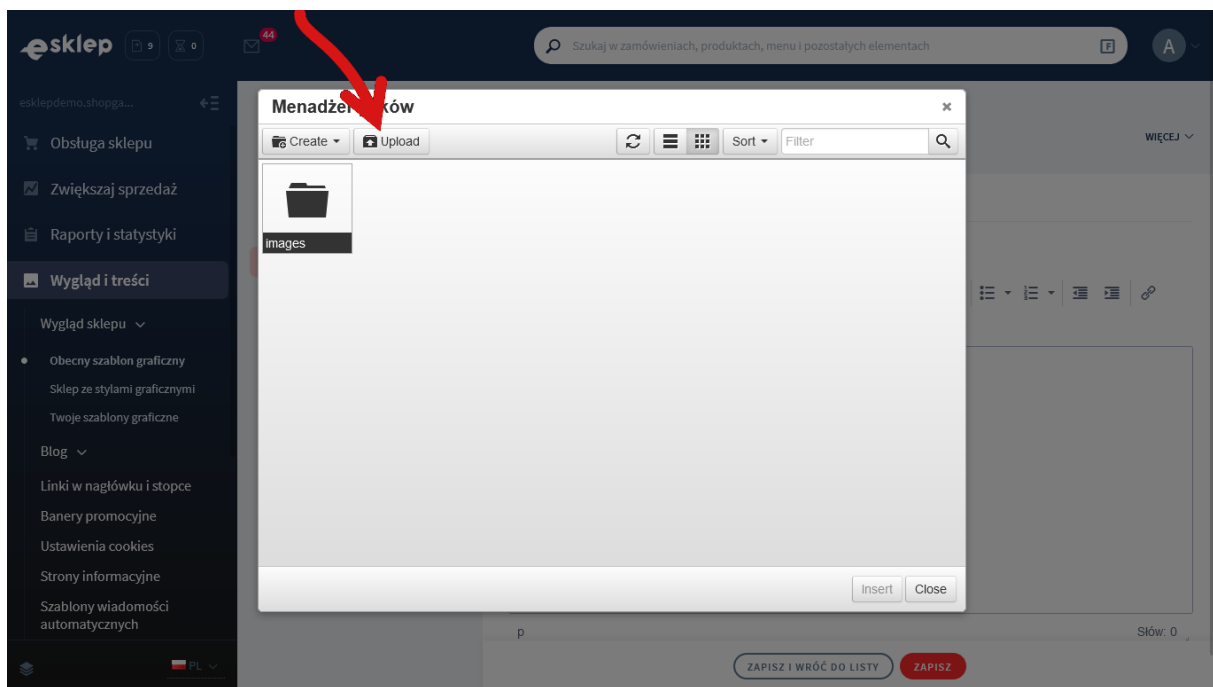 esklep 9 0 44 Szukaj w zamówieniach, produktach, menu i pozostałych elementach F A
esklepdemo.shopga...
Obsługa sklepu
Zwiększaj sprzedaż
Raporty i statystyki
Wygląd i treści
Wygląd sklepu
Obecny szablon graficzny
Sklep ze stylami graficznymi
Twoje szablony graficzne
Blog
Linki w nagłówku i stopce
Banery promocyjne
Ustawienia cookies
Strony informacyjne
Szablony wiadomości
automatycznych
PL
Create Upload Sort Filter
images
Insert Close
WIĘCEJ
p Słów: 0
ZAPISZ I WRÓĆ DO LISTY ZAPISZ